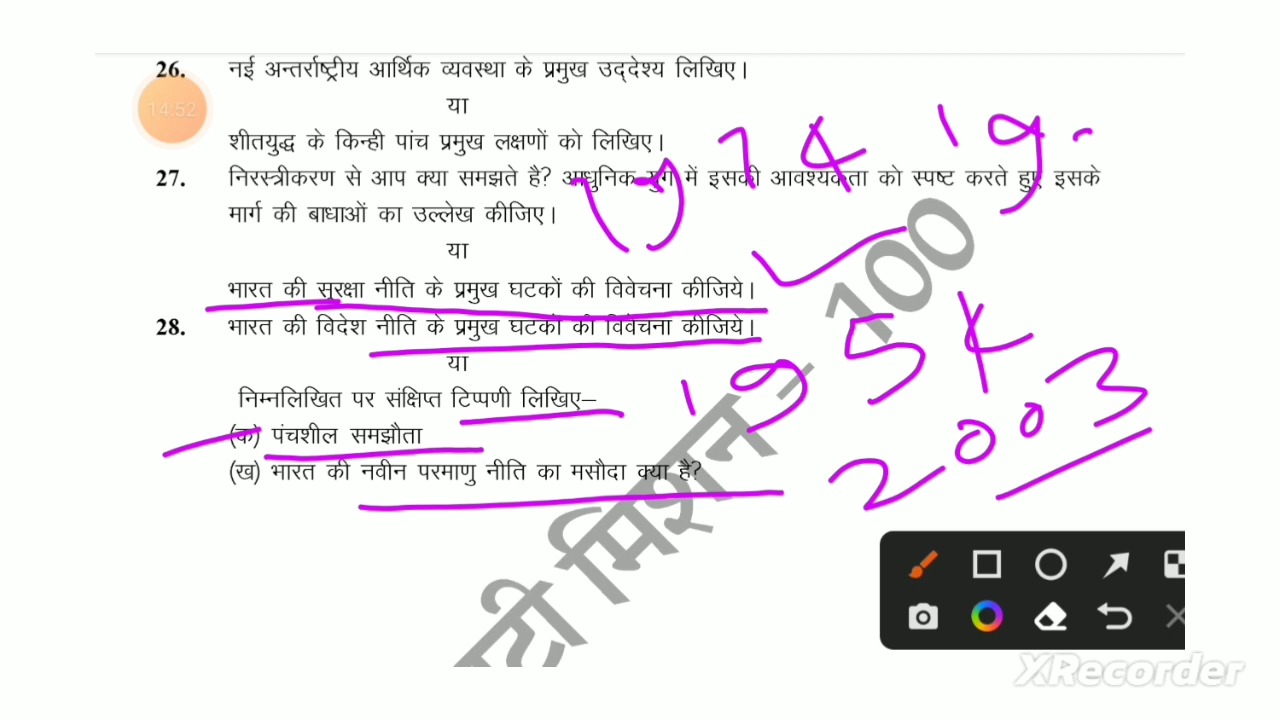 26. नई अन्तर्राष्ट्रीय आर्थिक व्यवस्था के प्रमुख उद्‌देश्य लिखिए।
14:52
या
शीतयुद्ध के किन्ही पांच प्रमुख लक्षणों को लिखिए।
27. निरस्त्रीकरण से आप क्या समझते है? आधुनिक युग में इसकी आवश्यकता को स्पष्ट करते हुए इसके
मार्ग की बाधाओं का उल्लेख कीजिए।
या
भारत की सुरक्षा नीति के प्रमुख घटकों की विवेचना कीजिये।
28. भारत की विदेश नीति के प्रमुख घटकों की विवेचना कीजिये।
या
निम्नलिखित पर संक्षिप्त टिप्पणी लिखिए–
(क) पंचशील समझौता
(ख) भारत की नवीन परमाणु नीति का मसौदा क्या है?
1954
2003
मिशन - 100
XRecorder